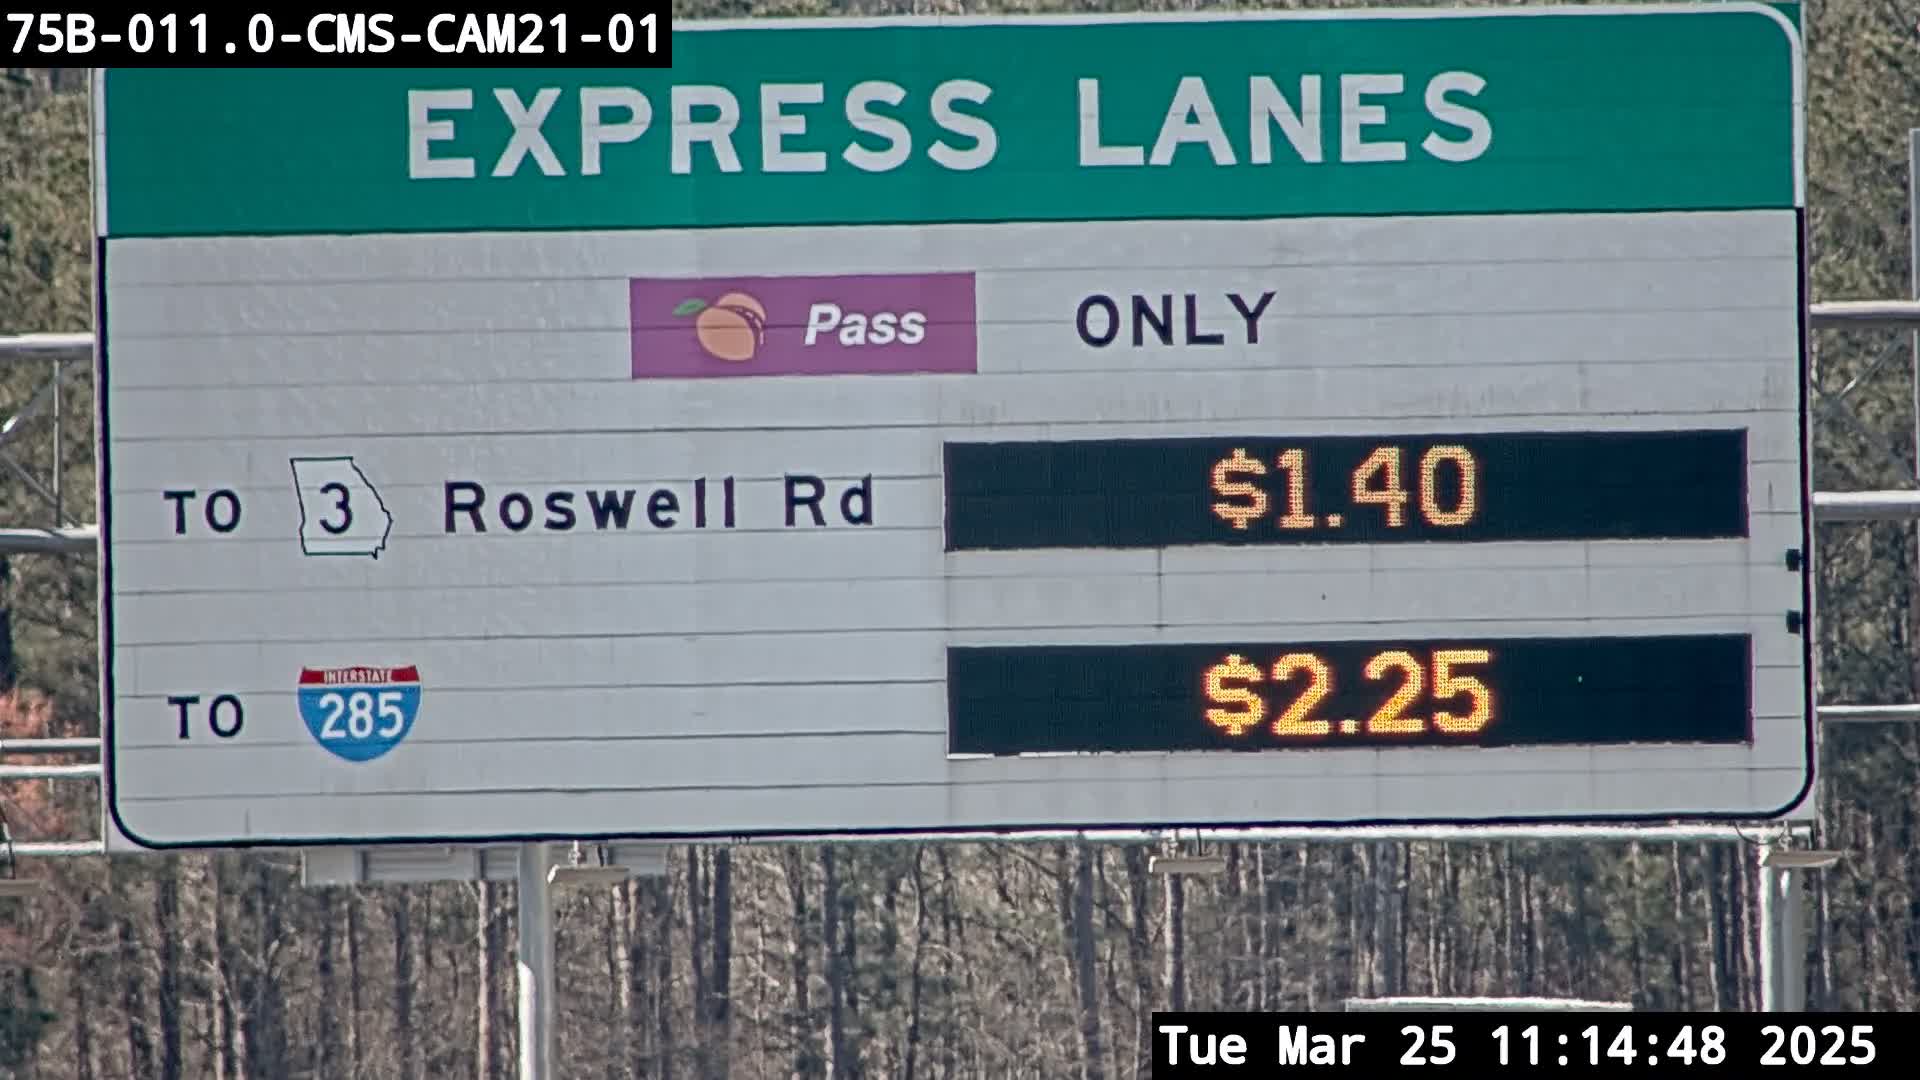 75B-011.0-CMS-CAM21-01
EXPRESS LANES
Pass ONLY
TO 3 Roswell Rd $1.40
TO INTERSTATE 285 $2.25
Tue Mar 25 11:14:48 2025